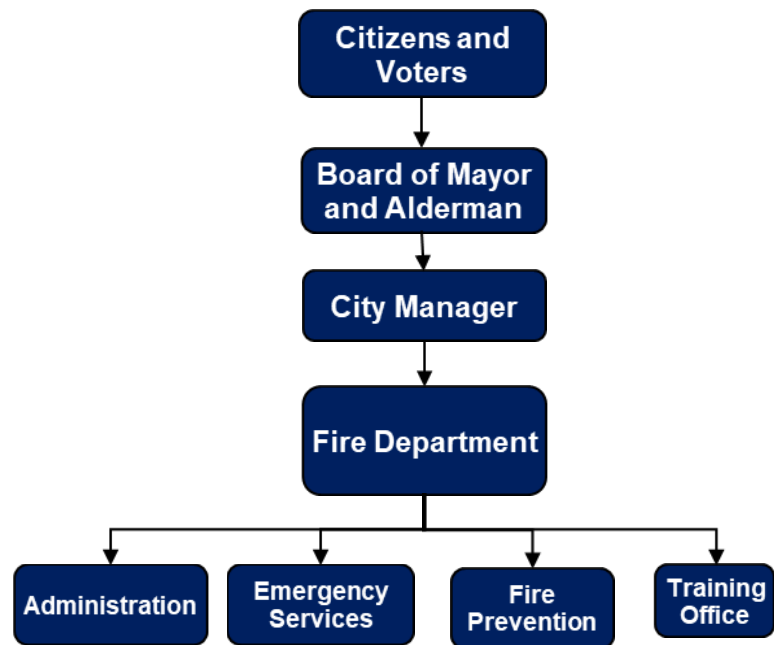 Citizens and
Voters
Board of Mayor
and Alderman
City Manager
Fire Department
Administration
Emergency
Services
Fire
Prevention
Training
Office